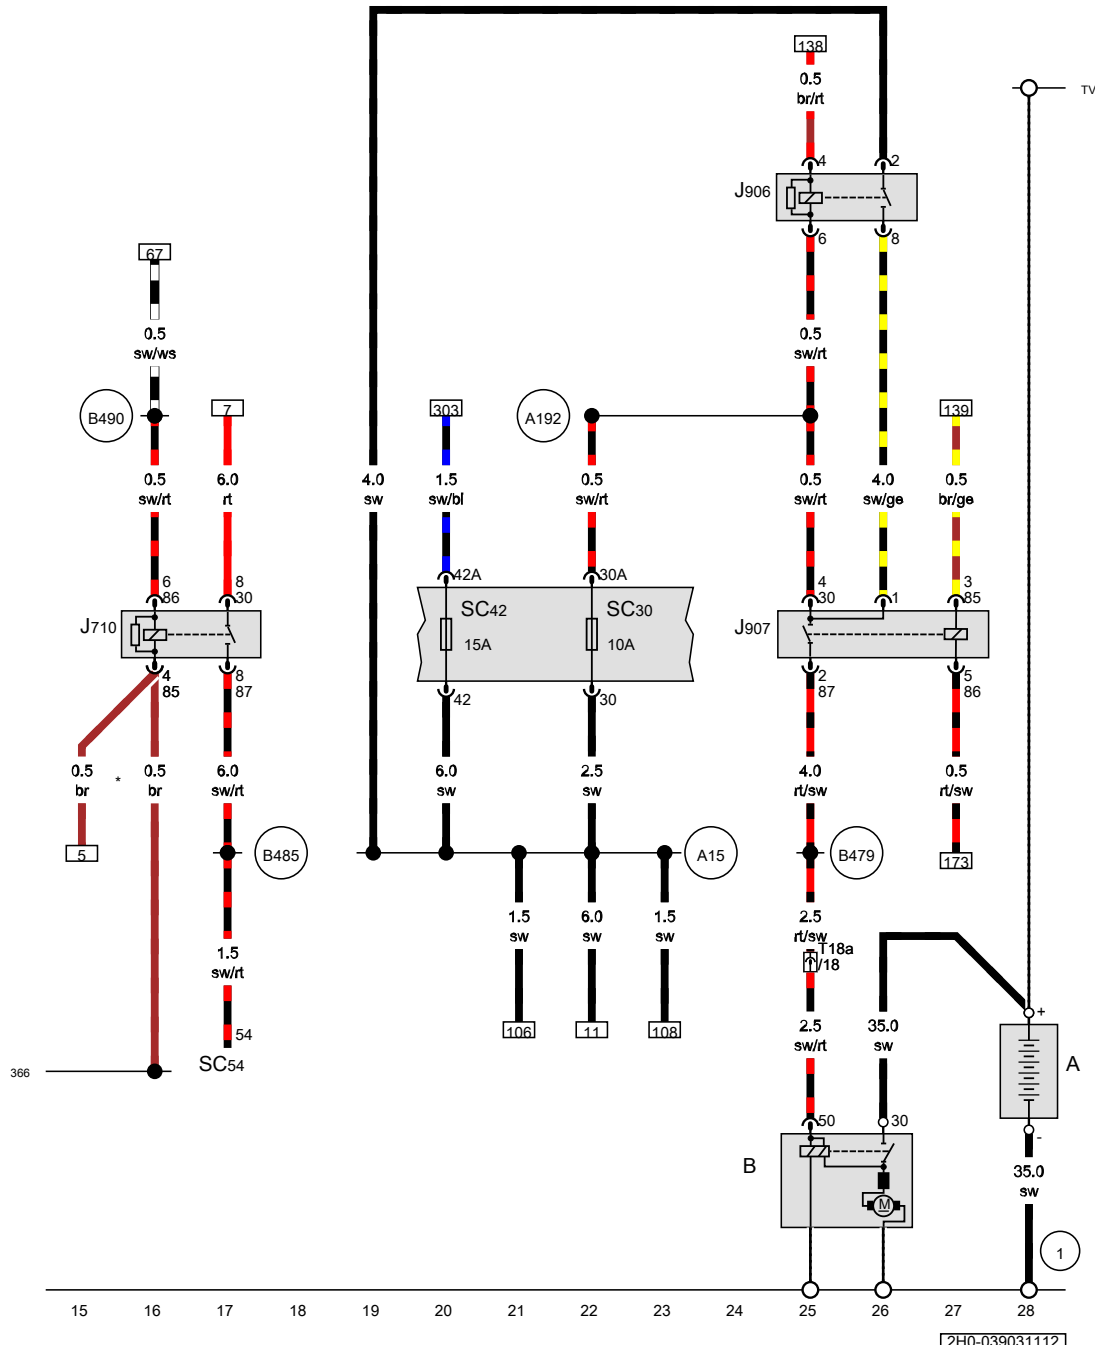 138
0.5
br/rt
TV
4
2
J906
6
8
67
0.5
sw/ws
0.5
sw/rt
B490
7
303
A192
139
0.5
sw/rt
6.0
rt
4.0
sw
1.5
sw/bl
0.5
sw/rt
0.5
sw/rt
4.0
sw/ge
0.5
br/ge
6
86
8
30
42A
30A
4
30
1
3
85
J710
SC42
15A
SC30
10A
J907
4
85
8
87
42
30
2
87
5
86
0.5
br
*
0.5
br
6.0
sw/rt
6.0
sw
2.5
sw
4.0
rt/sw
0.5
rt/sw
5
B485
A15
B479
173
1.5
sw/rt
1.5
sw
6.0
sw
1.5
sw
2.5
rt/sw
T18a
/18
54
SC54
106
11
108
2.5
sw/rt
35.0
sw
+
A
-
366
50
30
B
M
35.0
sw
1
15
16
17
18
19
20
21
22
23
24
25
26
27
28
2H0-039031112